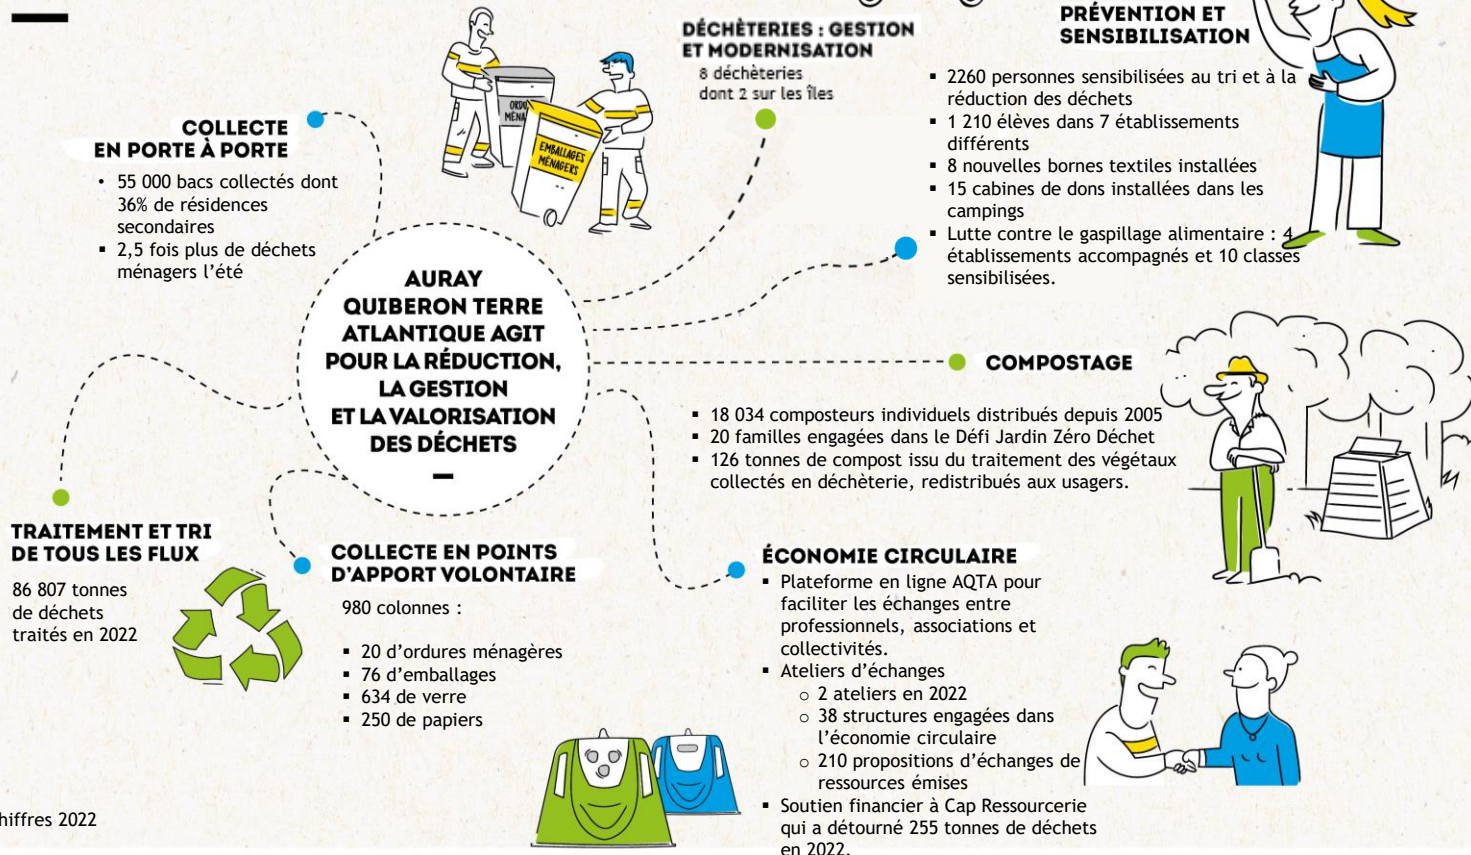 DÉCHÈTERIES : GESTION
ET MODERNISATION
8 déchèteries
dont 2 sur les îles
PRÉVENTION ET
SENSIBILISATION
▪ 2260 personnes sensibilisées au tri et à la
réduction des déchets
▪ 1 210 élèves dans 7 établissements
différents
▪ 8 nouvelles bornes textiles installées
▪ 15 cabines de dons installées dans les
campings
▪ Lutte contre le gaspillage alimentaire : 4
établissements accompagnés et 10 classes
sensibilisées.
COLLECTE
EN PORTE À PORTE
• 55 000 bacs collectés dont
36% de résidences
secondaires
▪ 2,5 fois plus de déchets
ménagers l’été
EMBALLAGES
MÉNAGERS
AURAY
QUIBERON TERRE
ATLANTIQUE AGIT
POUR LA RÉDUCTION,
LA GESTION
ET LA VALORISATION
DES DÉCHETS
COMPOSTAGE
▪ 18 034 composteurs individuels distribués depuis 2005
▪ 20 familles engagées dans le Défi Jardin Zéro Déchet
▪ 126 tonnes de compost issu du traitement des végétaux
collectés en déchèterie, redistribués aux usagers.
TRAITEMENT ET TRI
DE TOUS LES FLUX
86 807 tonnes
de déchets
traités en 2022
COLLECTE EN POINTS
D’APPORT VOLONTAIRE
980 colonnes :
▪ 20 d’ordures ménagères
▪ 76 d’emballages
▪ 634 de verre
▪ 250 de papiers
ÉCONOMIE CIRCULAIRE
▪ Plateforme en ligne AQTA pour
faciliter les échanges entre
professionnels, associations et
collectivités.
▪ Ateliers d’échanges
○ 2 ateliers en 2022
○ 38 structures engagées dans
l’économie circulaire
○ 210 propositions d’échanges de
ressources émises
▪ Soutien financier à Cap Ressourcerie
qui a détourné 255 tonnes de déchets
en 2022.
hiffres 2022